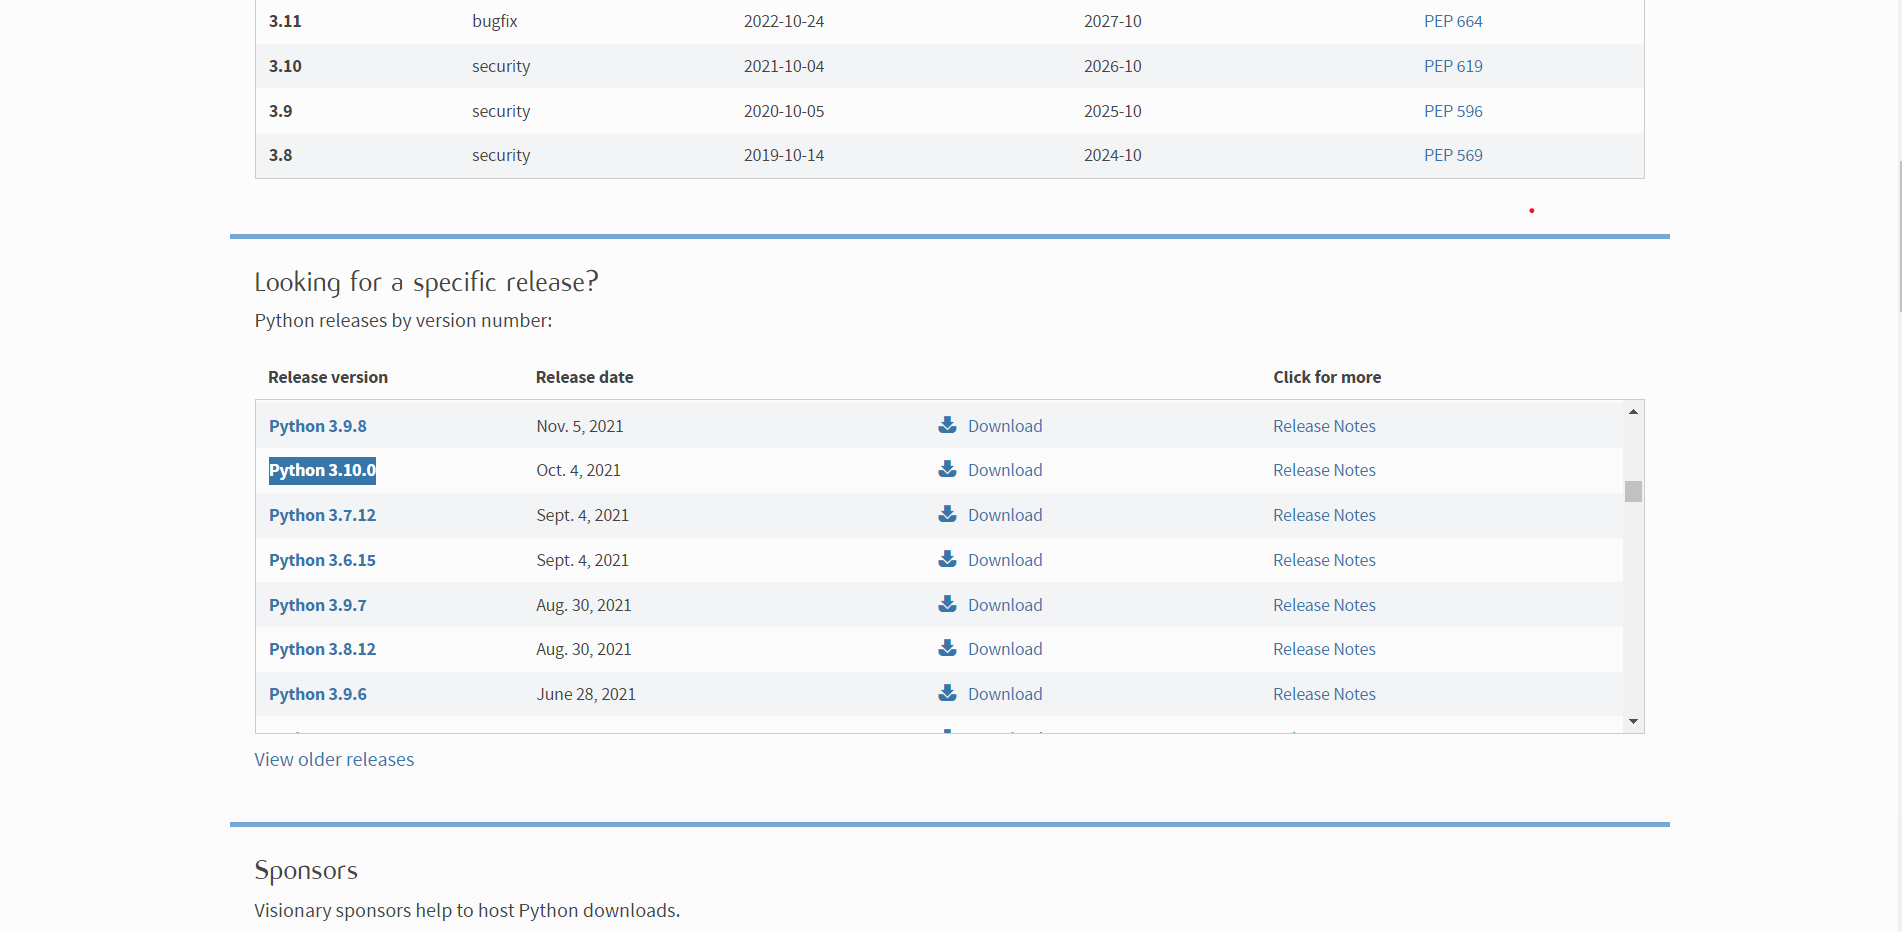 3.11 bugfix 2022-10-24 2027-10 PEP 664
3.10 security 2021-10-04 2026-10 PEP 619
3.9 security 2020-10-05 2025-10 PEP 596
3.8 security 2019-10-14 2024-10 PEP 569
Looking for a specific release?
Python releases by version number:
Release version Release date Click for more
Python 3.9.8 Nov. 5, 2021 Download Release Notes
Python 3.10.0 Oct. 4, 2021 Download Release Notes
Python 3.7.12 Sept. 4, 2021 Download Release Notes
Python 3.6.15 Sept. 4, 2021 Download Release Notes
Python 3.9.7 Aug. 30, 2021 Download Release Notes
Python 3.8.12 Aug. 30, 2021 Download Release Notes
Python 3.9.6 June 28, 2021 Download Release Notes
View older releases
Sponsors
Visionary sponsors help to host Python downloads.